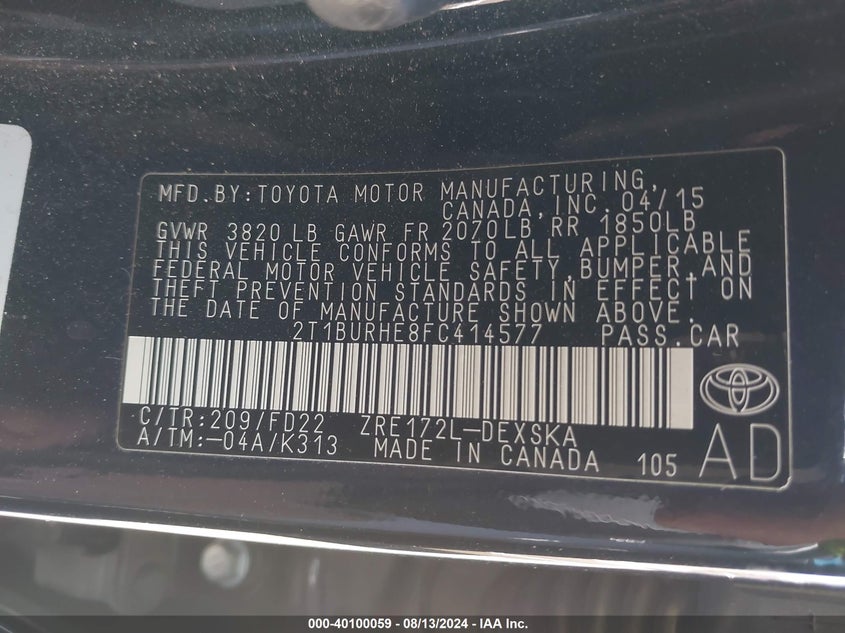 MFD.BY:TOYOTA MOTOR MANUFACTURING,
CANADA,INC. 04/15
GVWR 3820 LB GAWR FR 2070LB RR 1850LB
THIS VEHICLE CONFORMS TO ALL APPLICABLE
FEDERAL MOTOR VEHICLE SAFETY,BUMPER,AND
THEFT PREVENTION STANDARDS IN EFFECT ON
THE DATE OF MANUFACTURE SHOWN ABOVE.
2T1BURHE8FC414577 PASS.CAR
C/TR:209/FD22 ZRE172L-DEXSKA
A/TM:-04A/K313 MADE IN CANADA 105 AD
000-40100059 - 08/13/2024 - IAA Inc.